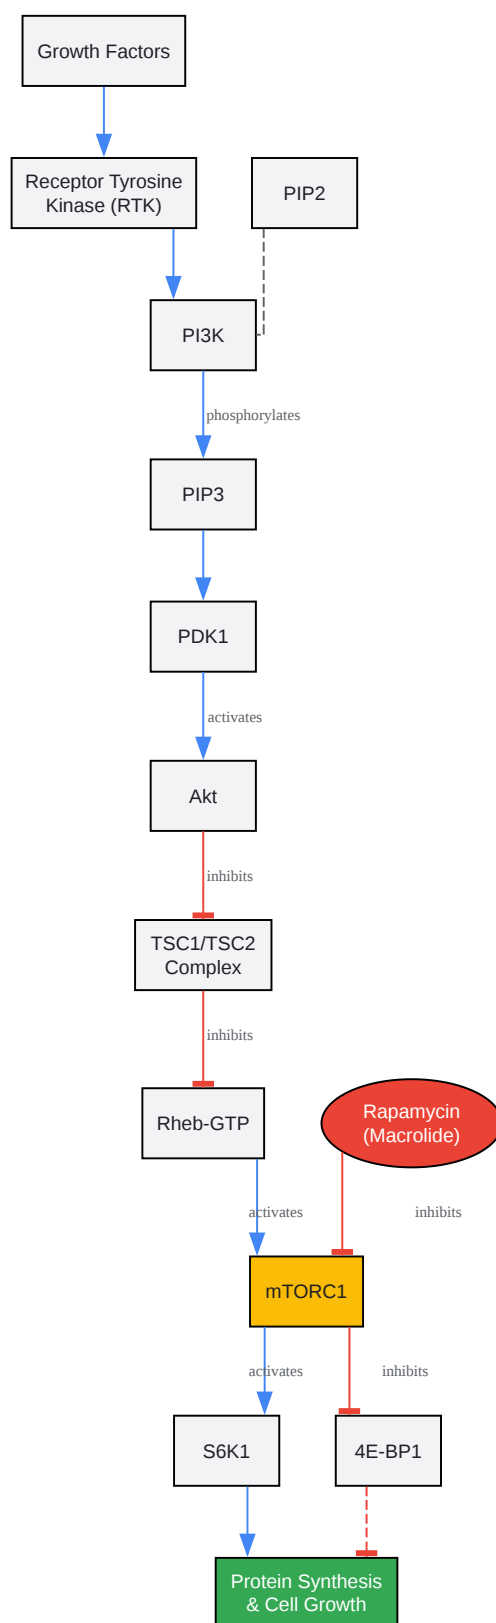 Growth Factors
Receptor Tyrosine
Kinase (RTK)
PIP2
PI3K
phosphorylates
PIP3
PDK1
activates
Akt
inhibits
TSC1/TSC2
Complex
inhibits
Rheb-GTP
Rapamycin
(Macrolide)
activates
inhibits
mTORC1
activates
inhibits
S6K1
4E-BP1
Protein Synthesis
& Cell Growth